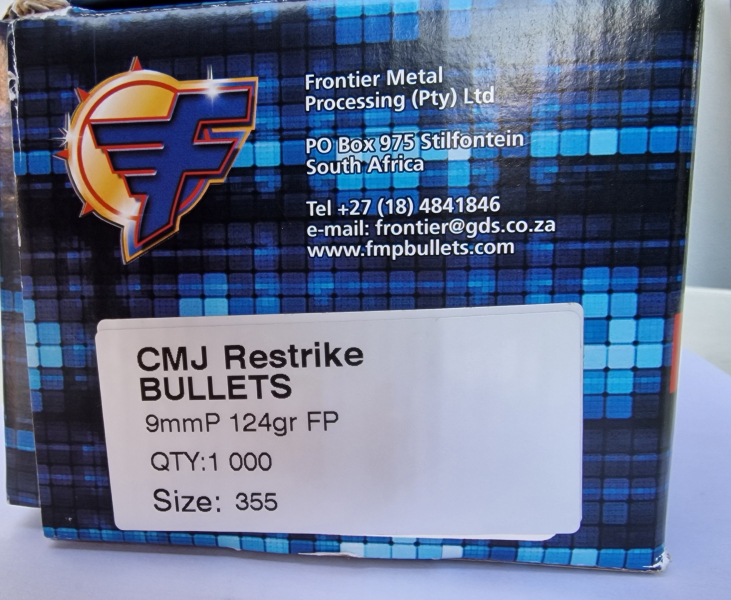 F
Frontier Metal
Processing (Pty) Ltd
PO Box 975 Stilfontein
South Africa
Tel +27 (18) 4841846
e-mail: frontier@gds.co.za
www.fmpbullets.com
CMJ Restrike
BULLETS
9mmP 124gr FP
QTY:1 000
Size: 355